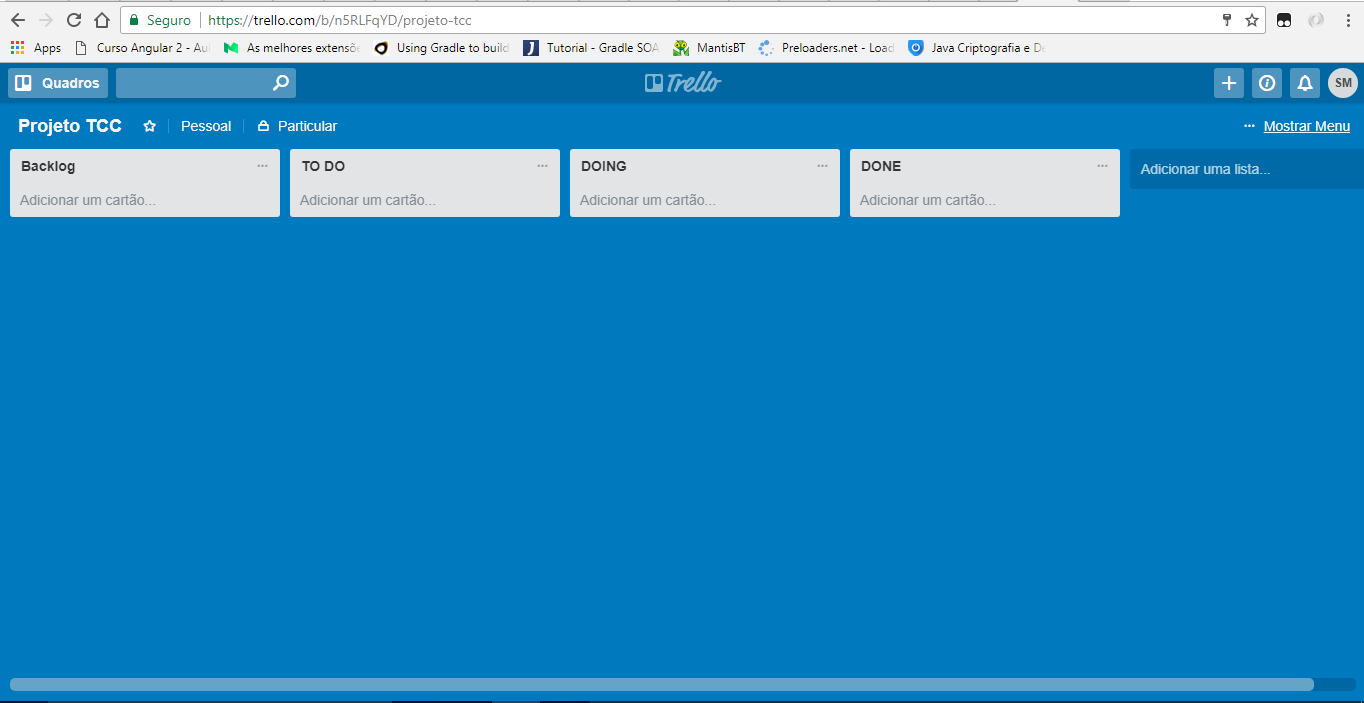 Seguro https://trello.com/b/n5RLFqYD/projeto-tcc
Apps Curso Angular 2 - Au As melhores extensõe Using Gradle to build Tutorial - Gradle SOA MantisBT Preloaders.net - Load Java Criptografia e De
Quadros Trello SM
Projeto TCC Pessoal Particular ... Mostrar Menu
Backlog ... TO DO ... DOING ... DONE ... Adicionar uma lista...
Adicionar um cartão... Adicionar um cartão... Adicionar um cartão... Adicionar um cartão...